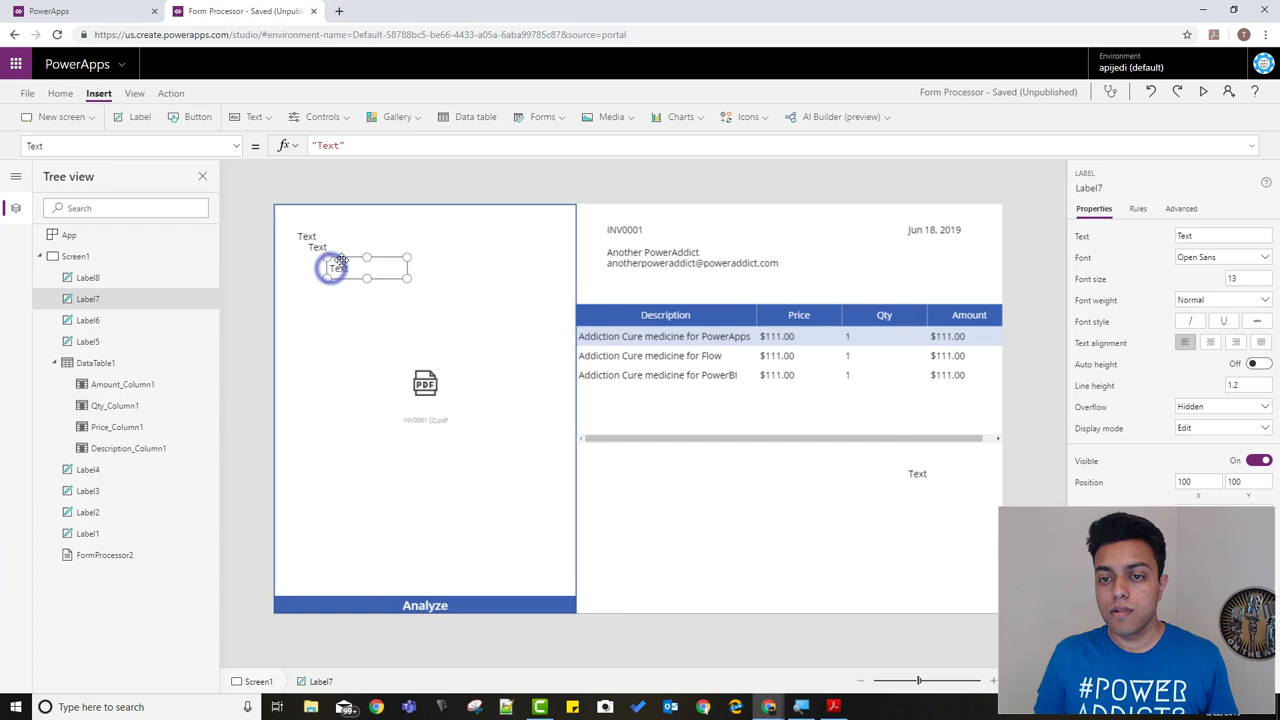 PowerApps
Form Processor - Saved (Unpubl
https://us.create.powerapps.com/studio/#environment-name=Default-58788bc5-be66-4433-a05a-6aba99785c87&source=portal
PowerApps
Environment
apijedi (default)
File Home Insert View Action
Form Processor - Saved (Unpublished)
New screen Label Button Text Controls Gallery Data table Forms Media Charts Icons AI Builder (preview)
Text = fx "Text"
Tree view
Search
App
Screen1
Label8
Label7
Label6
Label5
DataTable1
Amount_Column1
Qty_Column1
Price_Column1
Description_Column1
Label4
Label3
Label2
Label1
FormProcessor2
Text
Text
Text
PDF
INV0001 (2).pdf
Analyze
INV0001 Jun 18, 2019
Another PowerAddict
anotherpoweraddict@poweraddict.com
Description Price Qty Amount
Addiction Cure medicine for PowerApps $111.00 1 $111.00
Addiction Cure medicine for Flow $111.00 1 $111.00
Addiction Cure medicine for PowerBI $111.00 1 $111.00
Text
LABEL
Label7
Properties Rules Advanced
Text Text
Font Open Sans
Font size 13
Font weight Normal
Font style
Text alignment
Auto height Off
Line height 1.2
Overflow Hidden
Display mode Edit
Visible On
Position 100 100
X Y
Screen1 Label7
#POWER
ADDICTS
Type here to search
99+